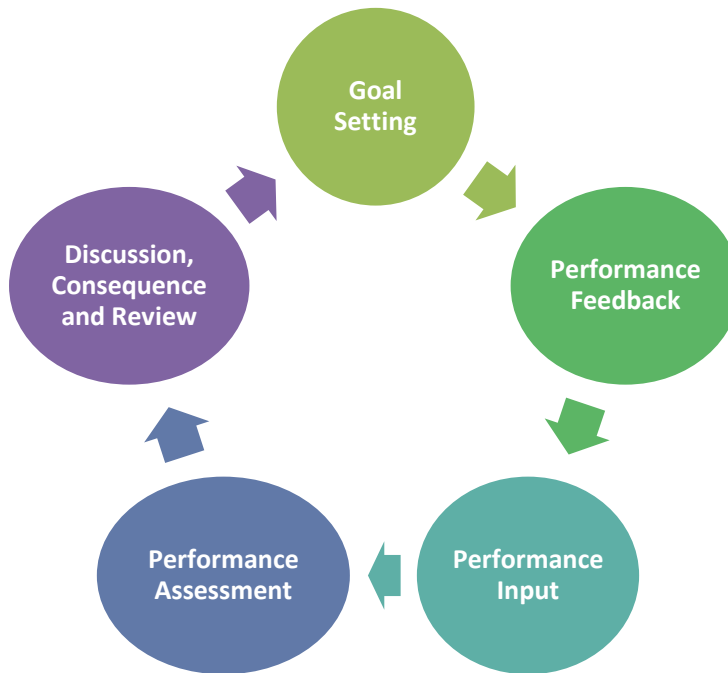 Goal
Setting
Performance
Feedback
Performance
Input
Performance
Assessment
Discussion,
Consequence
and Review